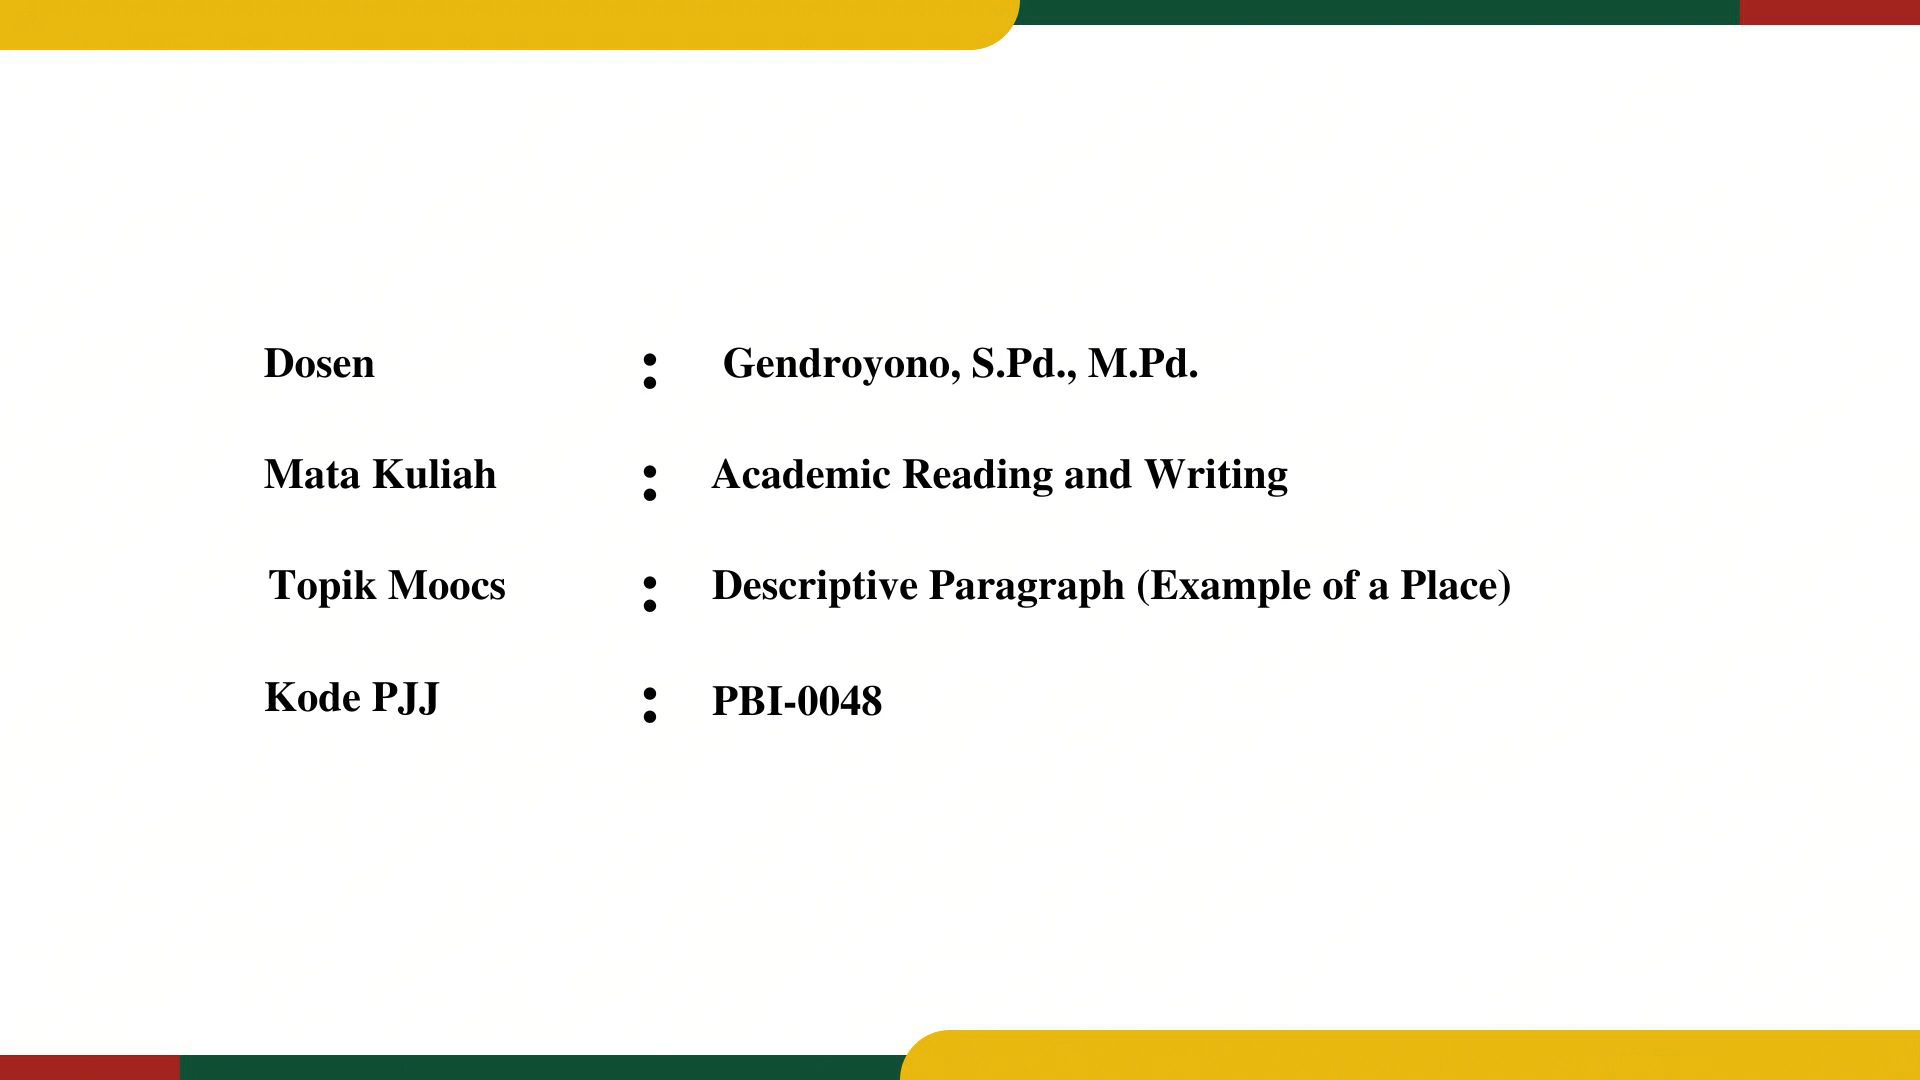 Dosen : Gendroyono, S.Pd., M.Pd.
Mata Kuliah : Academic Reading and Writing
Topik Moocs : Descriptive Paragraph (Example of a Place)
Kode PJJ : PBI-0048